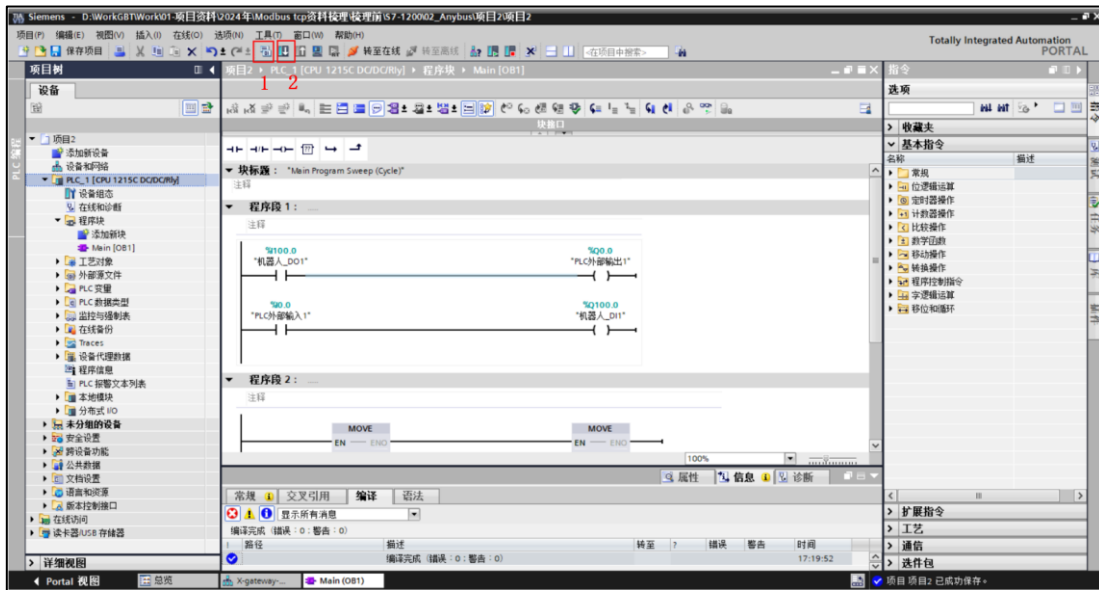 Siemens - D:\WorkGBT\Work\01-项目资料\2024年\Modbus tcp资料梳理\梳理前\S7-1200\02_Anybus\项目2\项目2
项目(P) 编辑(E) 视图(V) 插入(I) 在线(O) 选项(N) 工具(T) 窗口(W) 帮助(H)
Totally Integrated Automation
PORTAL
保存项目 转至在线 转至离线 <在项目中搜索>
1 2
项目树
项目2 ▸ PLC_1 [CPU 1215C DC/DC/Rly] ▸ 程序块 ▸ Main [OB1]
指令
设备
选项
块接口
收藏夹
基本指令
名称 描述
常规
位逻辑运算
定时器操作
计数器操作
比较操作
数学函数
移动操作
转换操作
程序控制指令
字逻辑运算
移位和循环
项目2
添加新设备
设备和网络
PLC_1 [CPU 1215C DC/DC/Rly]
设备组态
在线和诊断
程序块
添加新块
Main [OB1]
工艺对象
外部源文件
PLC 变量
PLC 数据类型
监控与强制表
在线备份
Traces
设备代理数据
程序信息
PLC 报警文本列表
本地模块
分布式 I/O
未分组的设备
安全设置
跨设备功能
公共数据
文档设置
语言和资源
版本控制接口
在线访问
读卡器/USB 存储器
块标题: "Main Program Sweep (Cycle)"
注释
程序段 1: ......
注释
%I100.0
"机器人_DO1"
%Q0.0
"PLC外部输出1"
%I0.0
"PLC外部输入1"
%Q100.0
"机器人_DI1"
程序段 2: ......
注释
MOVE
EN ENO
MOVE
EN ENO
100%
属性 信息 诊断
常规 交叉引用 编译 语法
显示所有消息
编译完成 (错误:0;警告:0)
! 路径 描述 转至 ? 错误 警告 时间
编译完成 (错误:0;警告:0) 17:19:52
扩展指令
工艺
通信
选件包
详细视图
Portal 视图 总览 X-gateway-... Main (OB1)
项目 项目2 已成功保存。